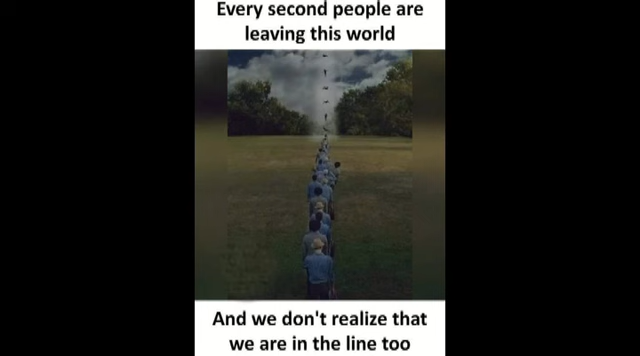 Every second people are
leaving this world
And we don't realize that
we are in the line too